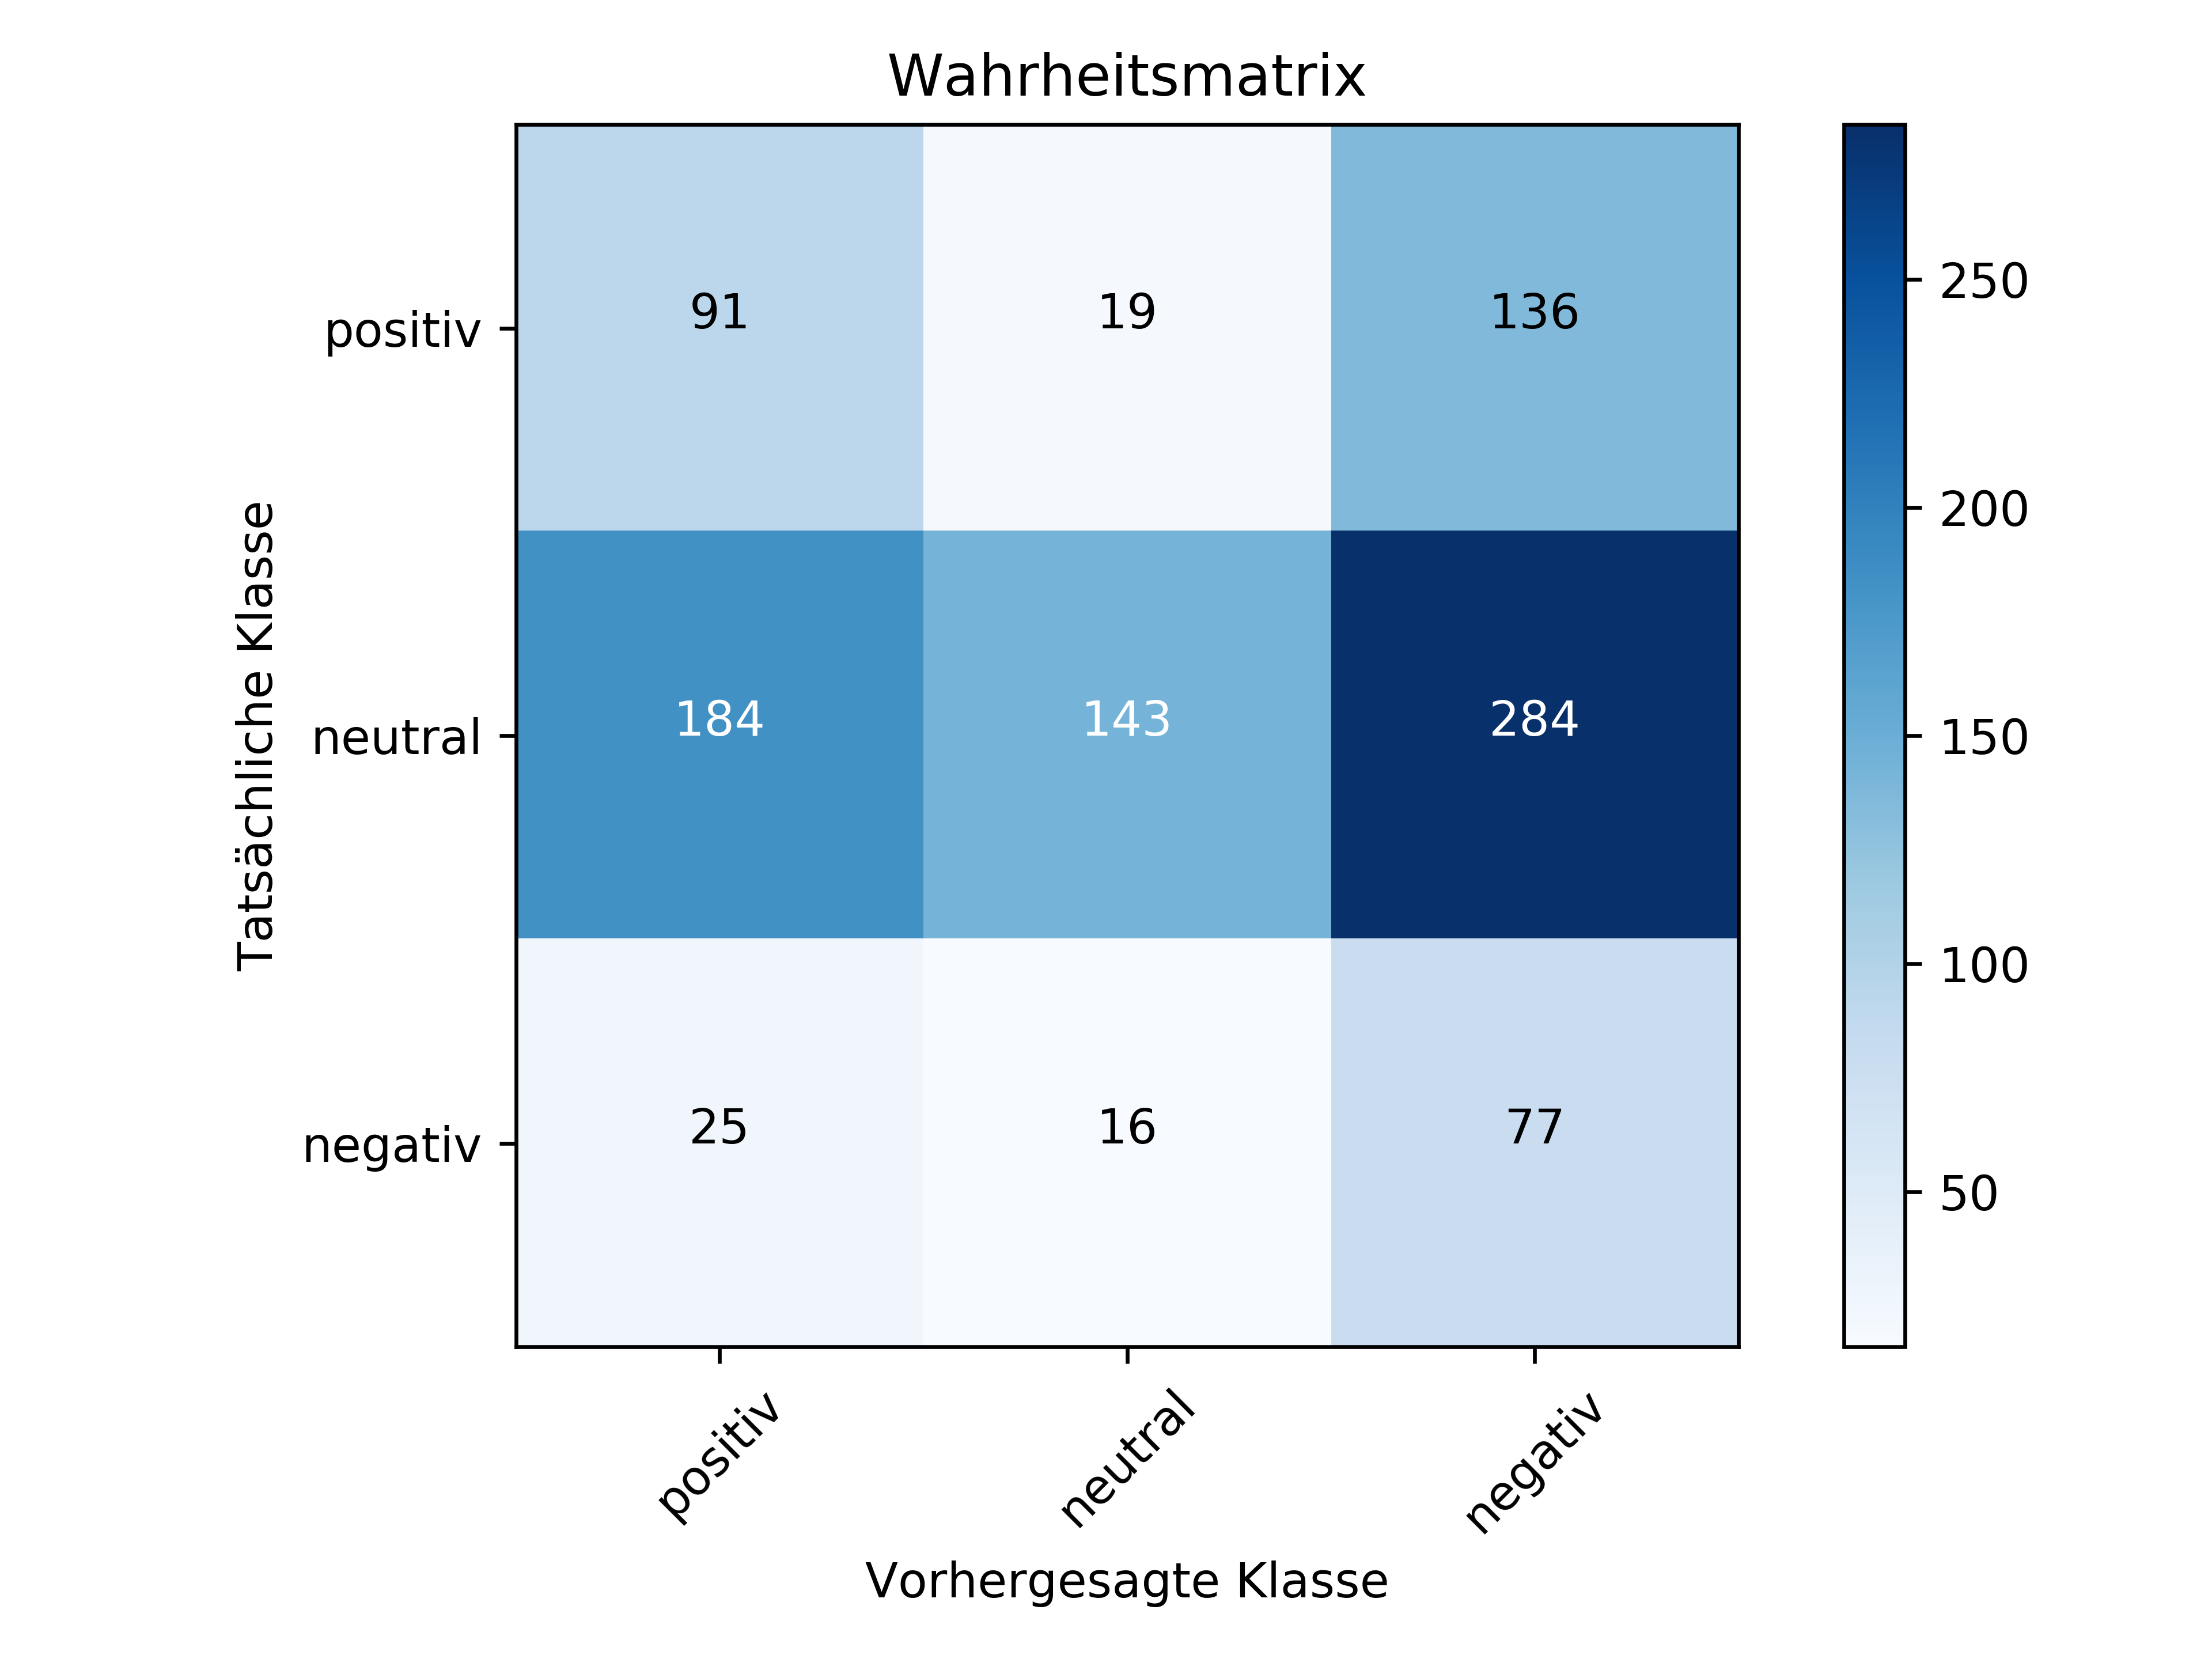 Wahrheitsmatrix
Tatsächliche Klasse
positiv
91 19 136
neutral
184 143 284
negativ
25 16 77
positiv neutral negativ
Vorhergesagte Klasse
250
200
150
100
50